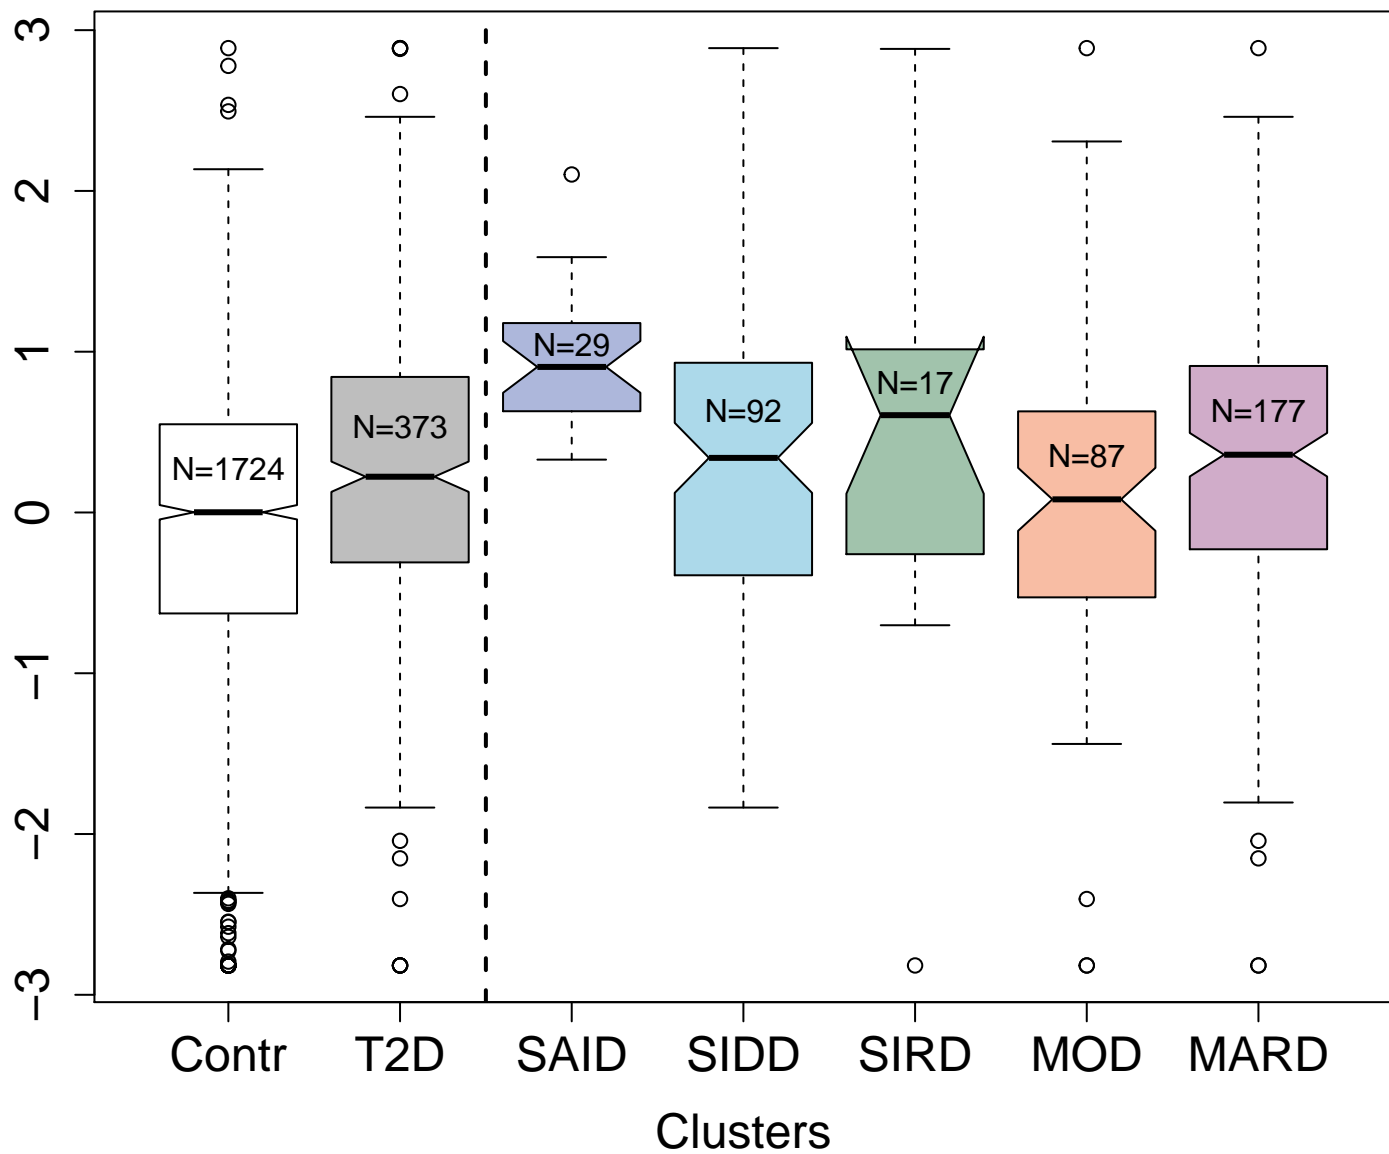 3
2
1
0
−1
−2
−3
N=1724
N=373
N=29
N=92
N=17
N=87
N=177
Contr
T2D
SAID
SIDD
SIRD
MOD
MARD
Clusters